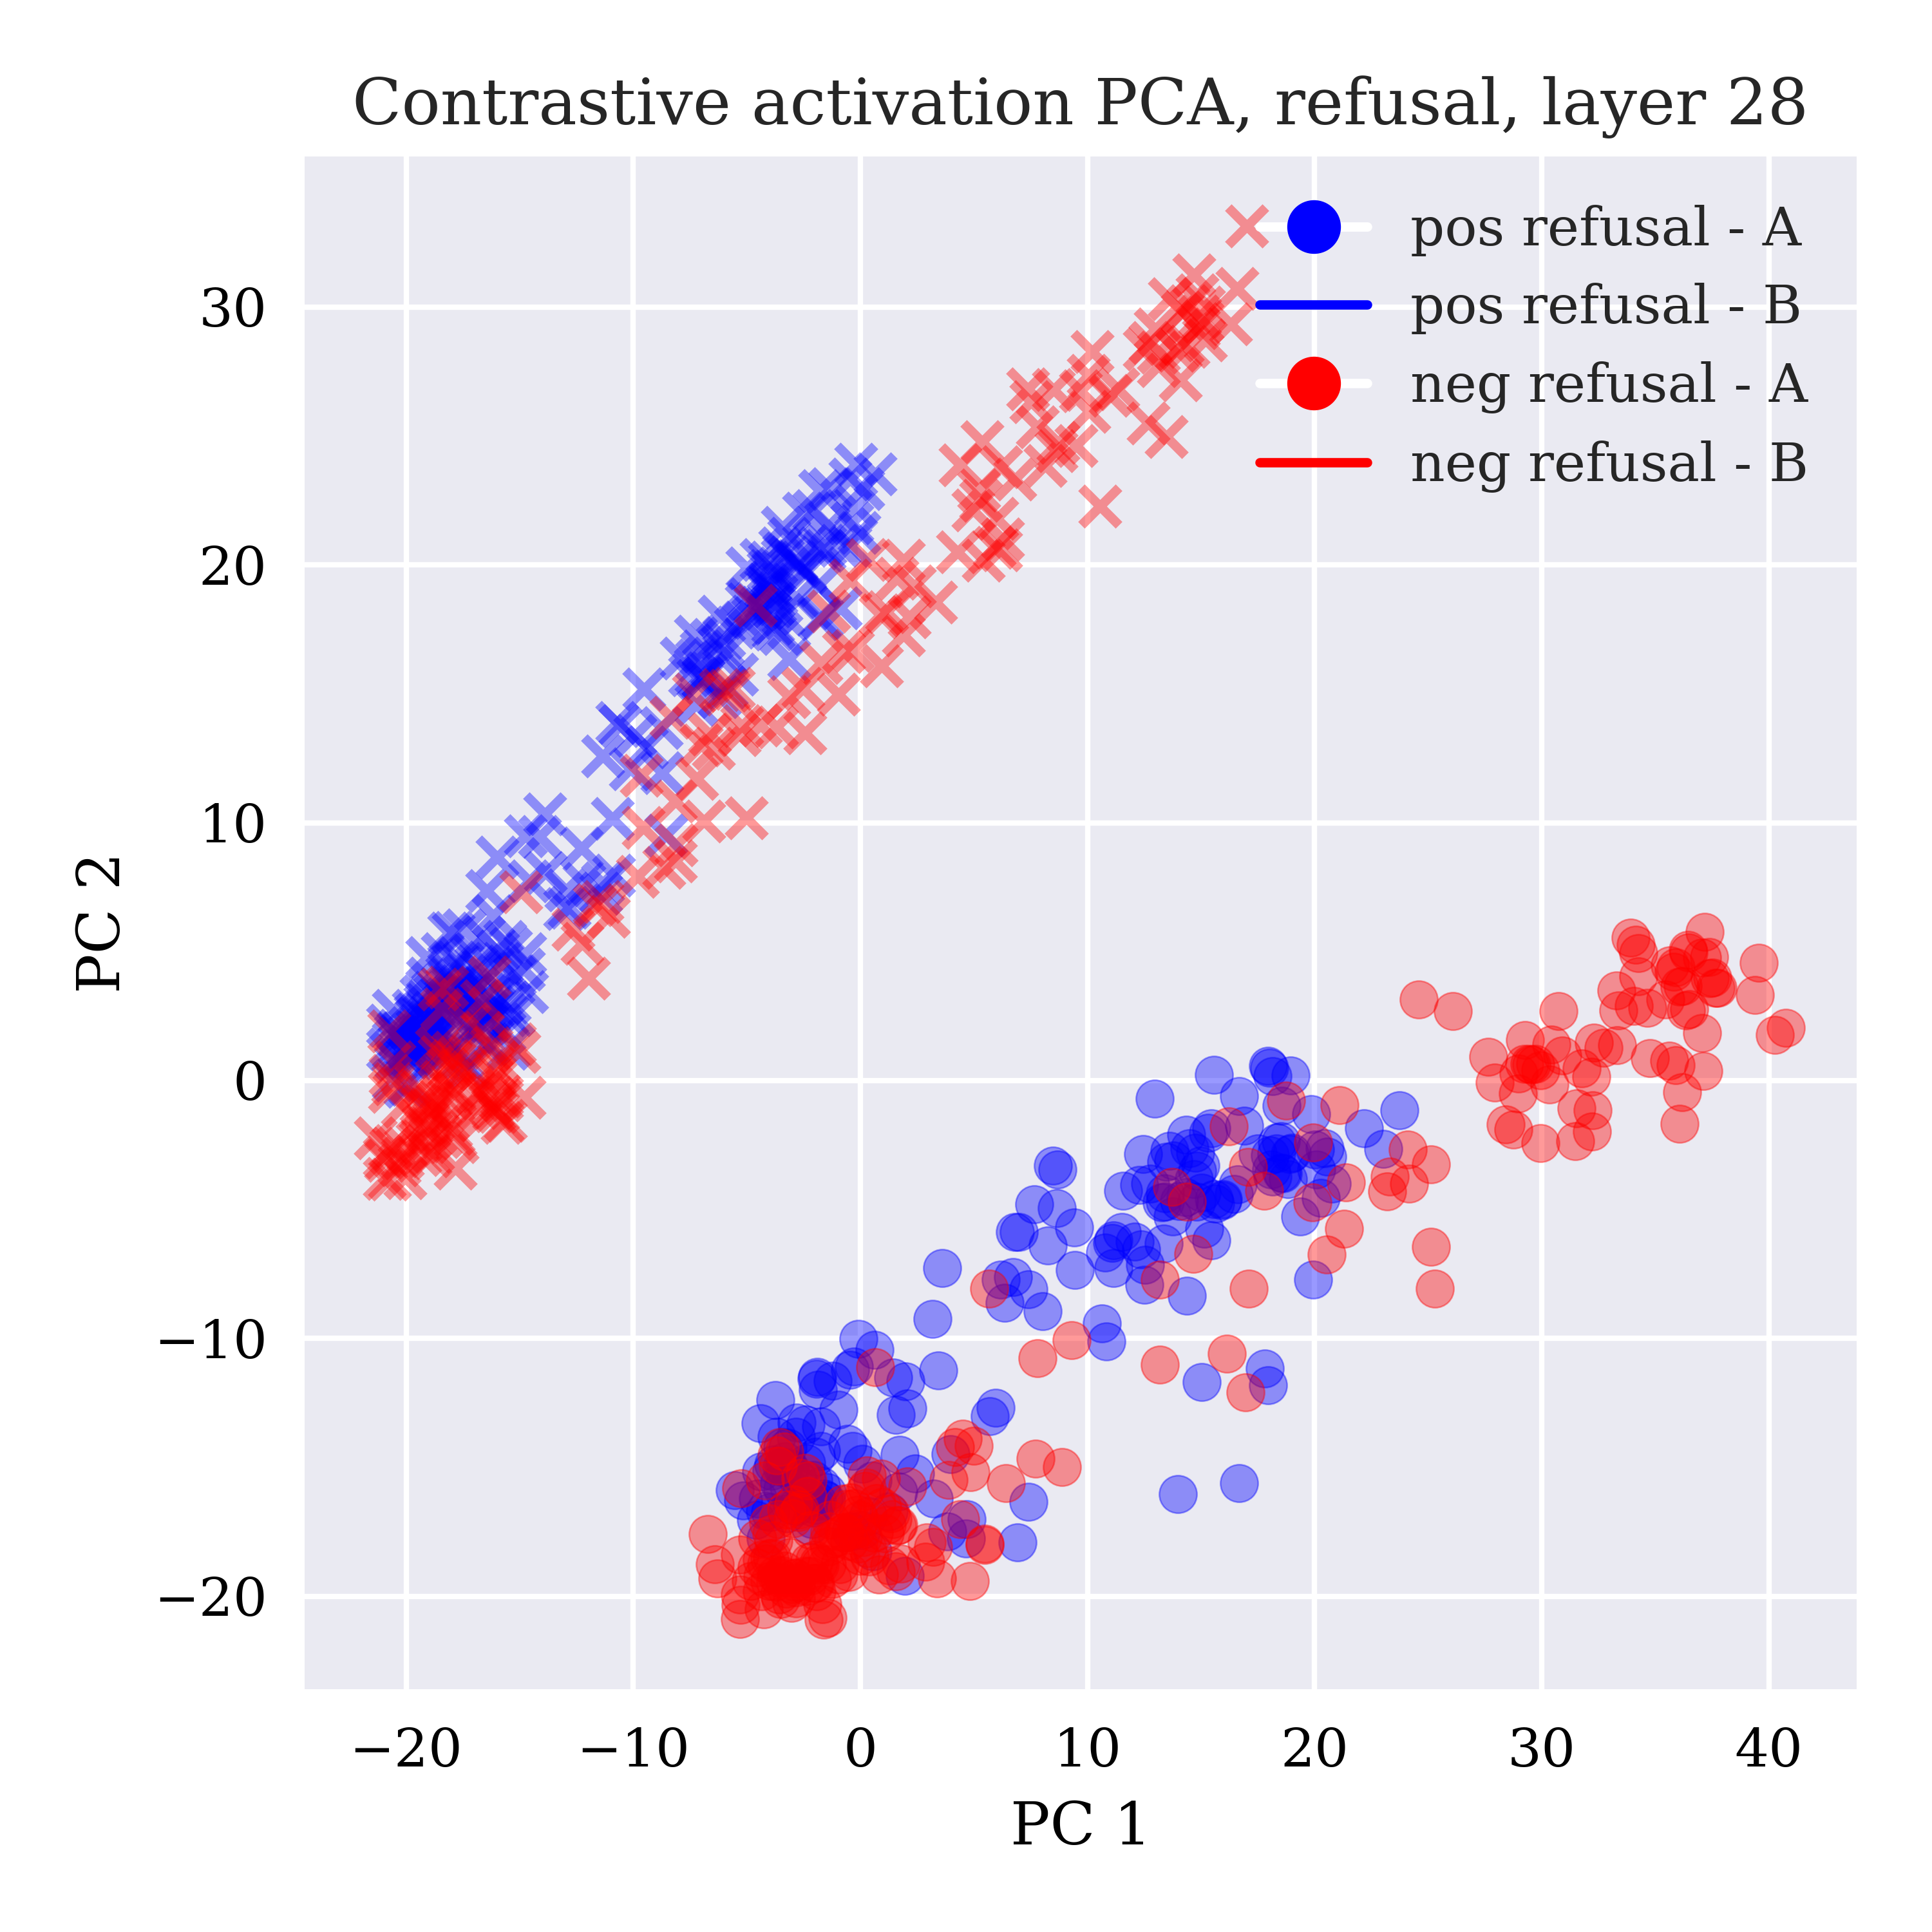 Contrastive activation PCA, refusal, layer 28
pos refusal - A
pos refusal - B
neg refusal - A
neg refusal - B
30
20
10
0
−10
−20
PC 2
−20
−10
0
10
20
30
40
PC 1